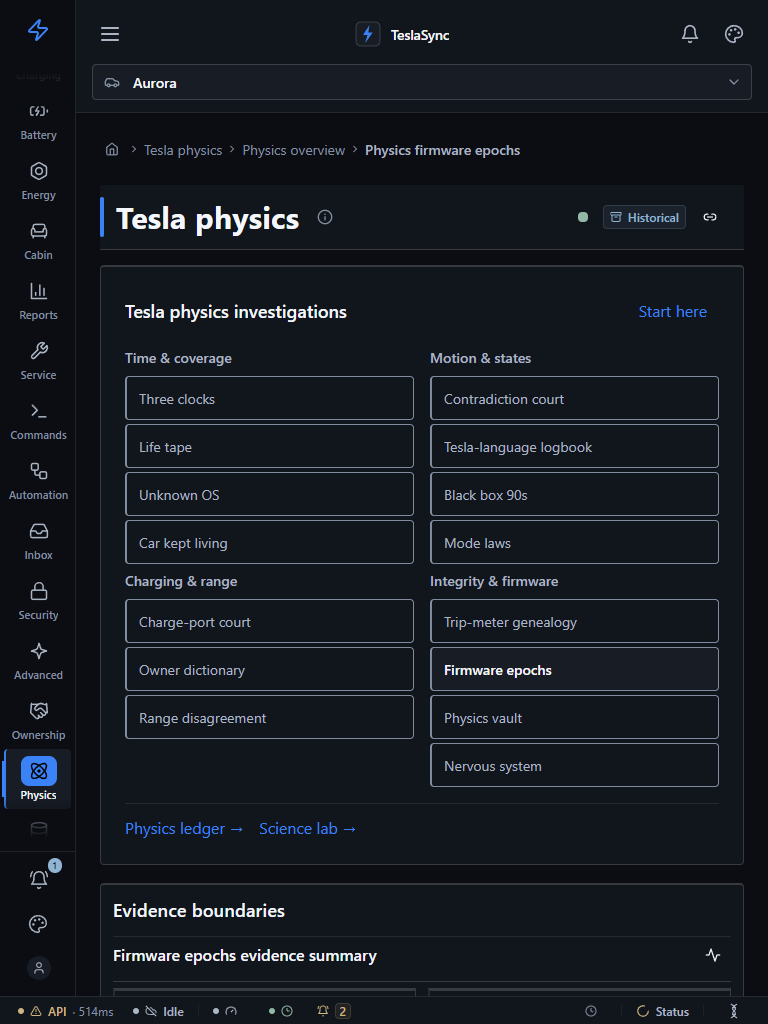 TeslaSync
Aurora
Charging
Battery
Energy
Cabin
Reports
Service
Commands
Automation
Inbox
Security
Advanced
Ownership
Physics
1
Tesla physics > Physics overview > Physics firmware epochs
Tesla physics
Historical
Tesla physics investigations
Start here
Time & coverage
Three clocks
Life tape
Unknown OS
Car kept living
Motion & states
Contradiction court
Tesla-language logbook
Black box 90s
Mode laws
Charging & range
Charge-port court
Owner dictionary
Range disagreement
Integrity & firmware
Trip-meter genealogy
Firmware epochs
Physics vault
Nervous system
Physics ledger →
Science lab →
Evidence boundaries
Firmware epochs evidence summary
API · 514ms
Idle
2
Status